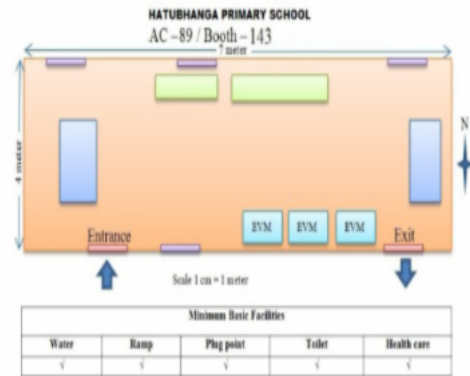 HATUBHANGA PRIMARY SCHOOL
AC –89 / Booth –143
7 meter
4 meter
N
EVM EVM EVM
Entrance
Exit
Scale 1 cm = 1 meter
Minimum Basic Facilities
Water Ramp Plug point Toilet Health care
√ √ √ √ √